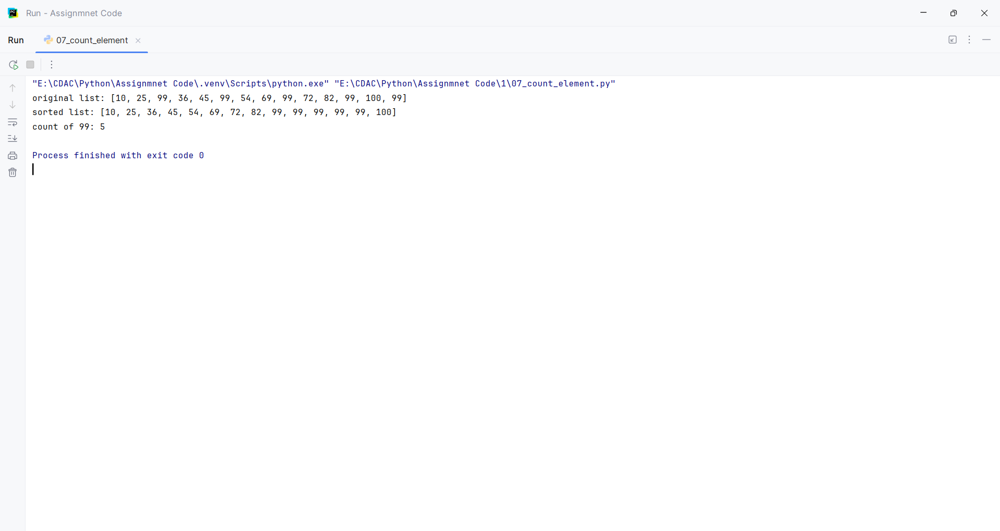 Run - Assignmnet Code
Run 07_count_element
"E:\CDAC\Python\Assignmnet Code\.venv\Scripts\python.exe" "E:\CDAC\Python\Assignmnet Code\1\07_count_element.py"
original list: [10, 25, 99, 36, 45, 99, 54, 69, 99, 72, 82, 99, 100, 99]
sorted list: [10, 25, 36, 45, 54, 69, 72, 82, 99, 99, 99, 99, 99, 100]
count of 99: 5
Process finished with exit code 0